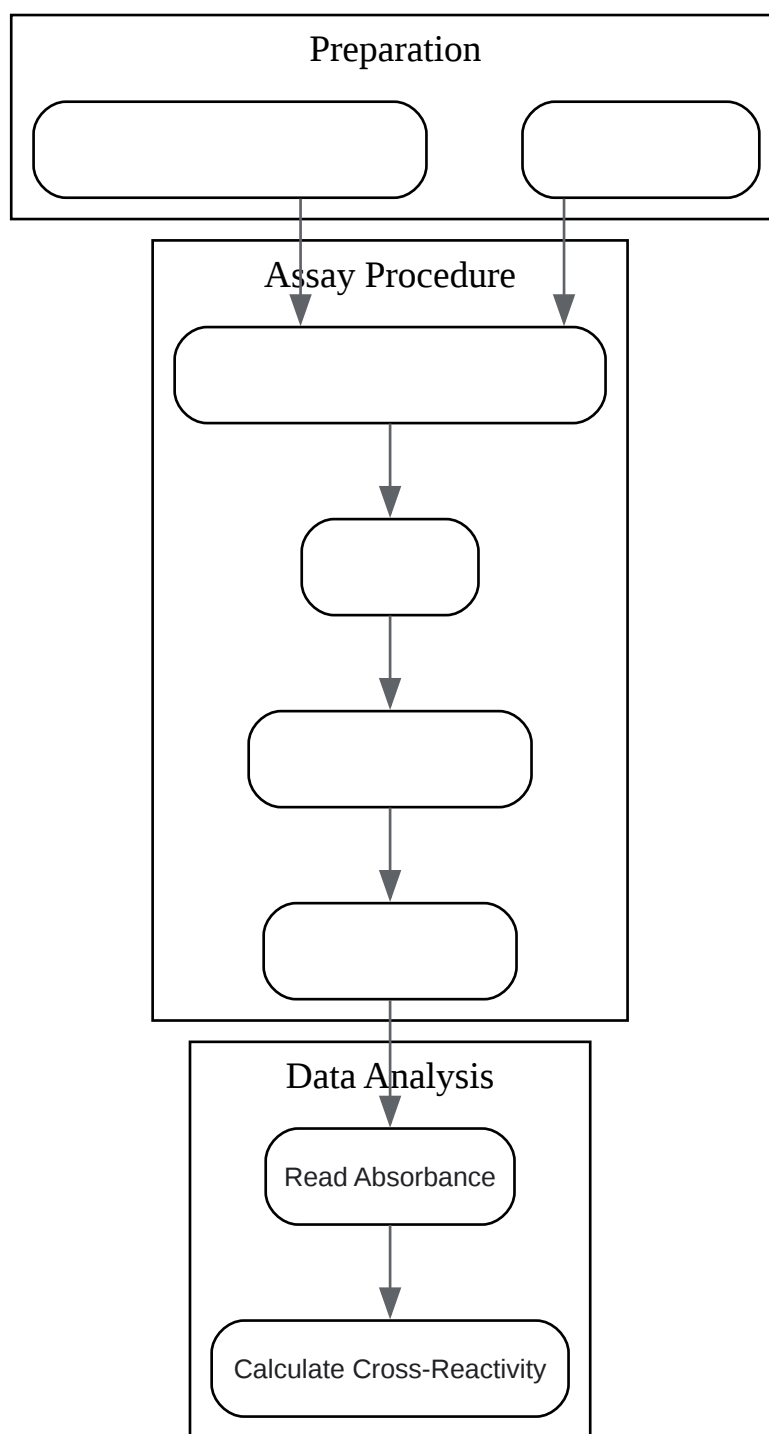 Preparation
Assay Procedure
Data Analysis
Read Absorbance
Calculate Cross-Reactivity